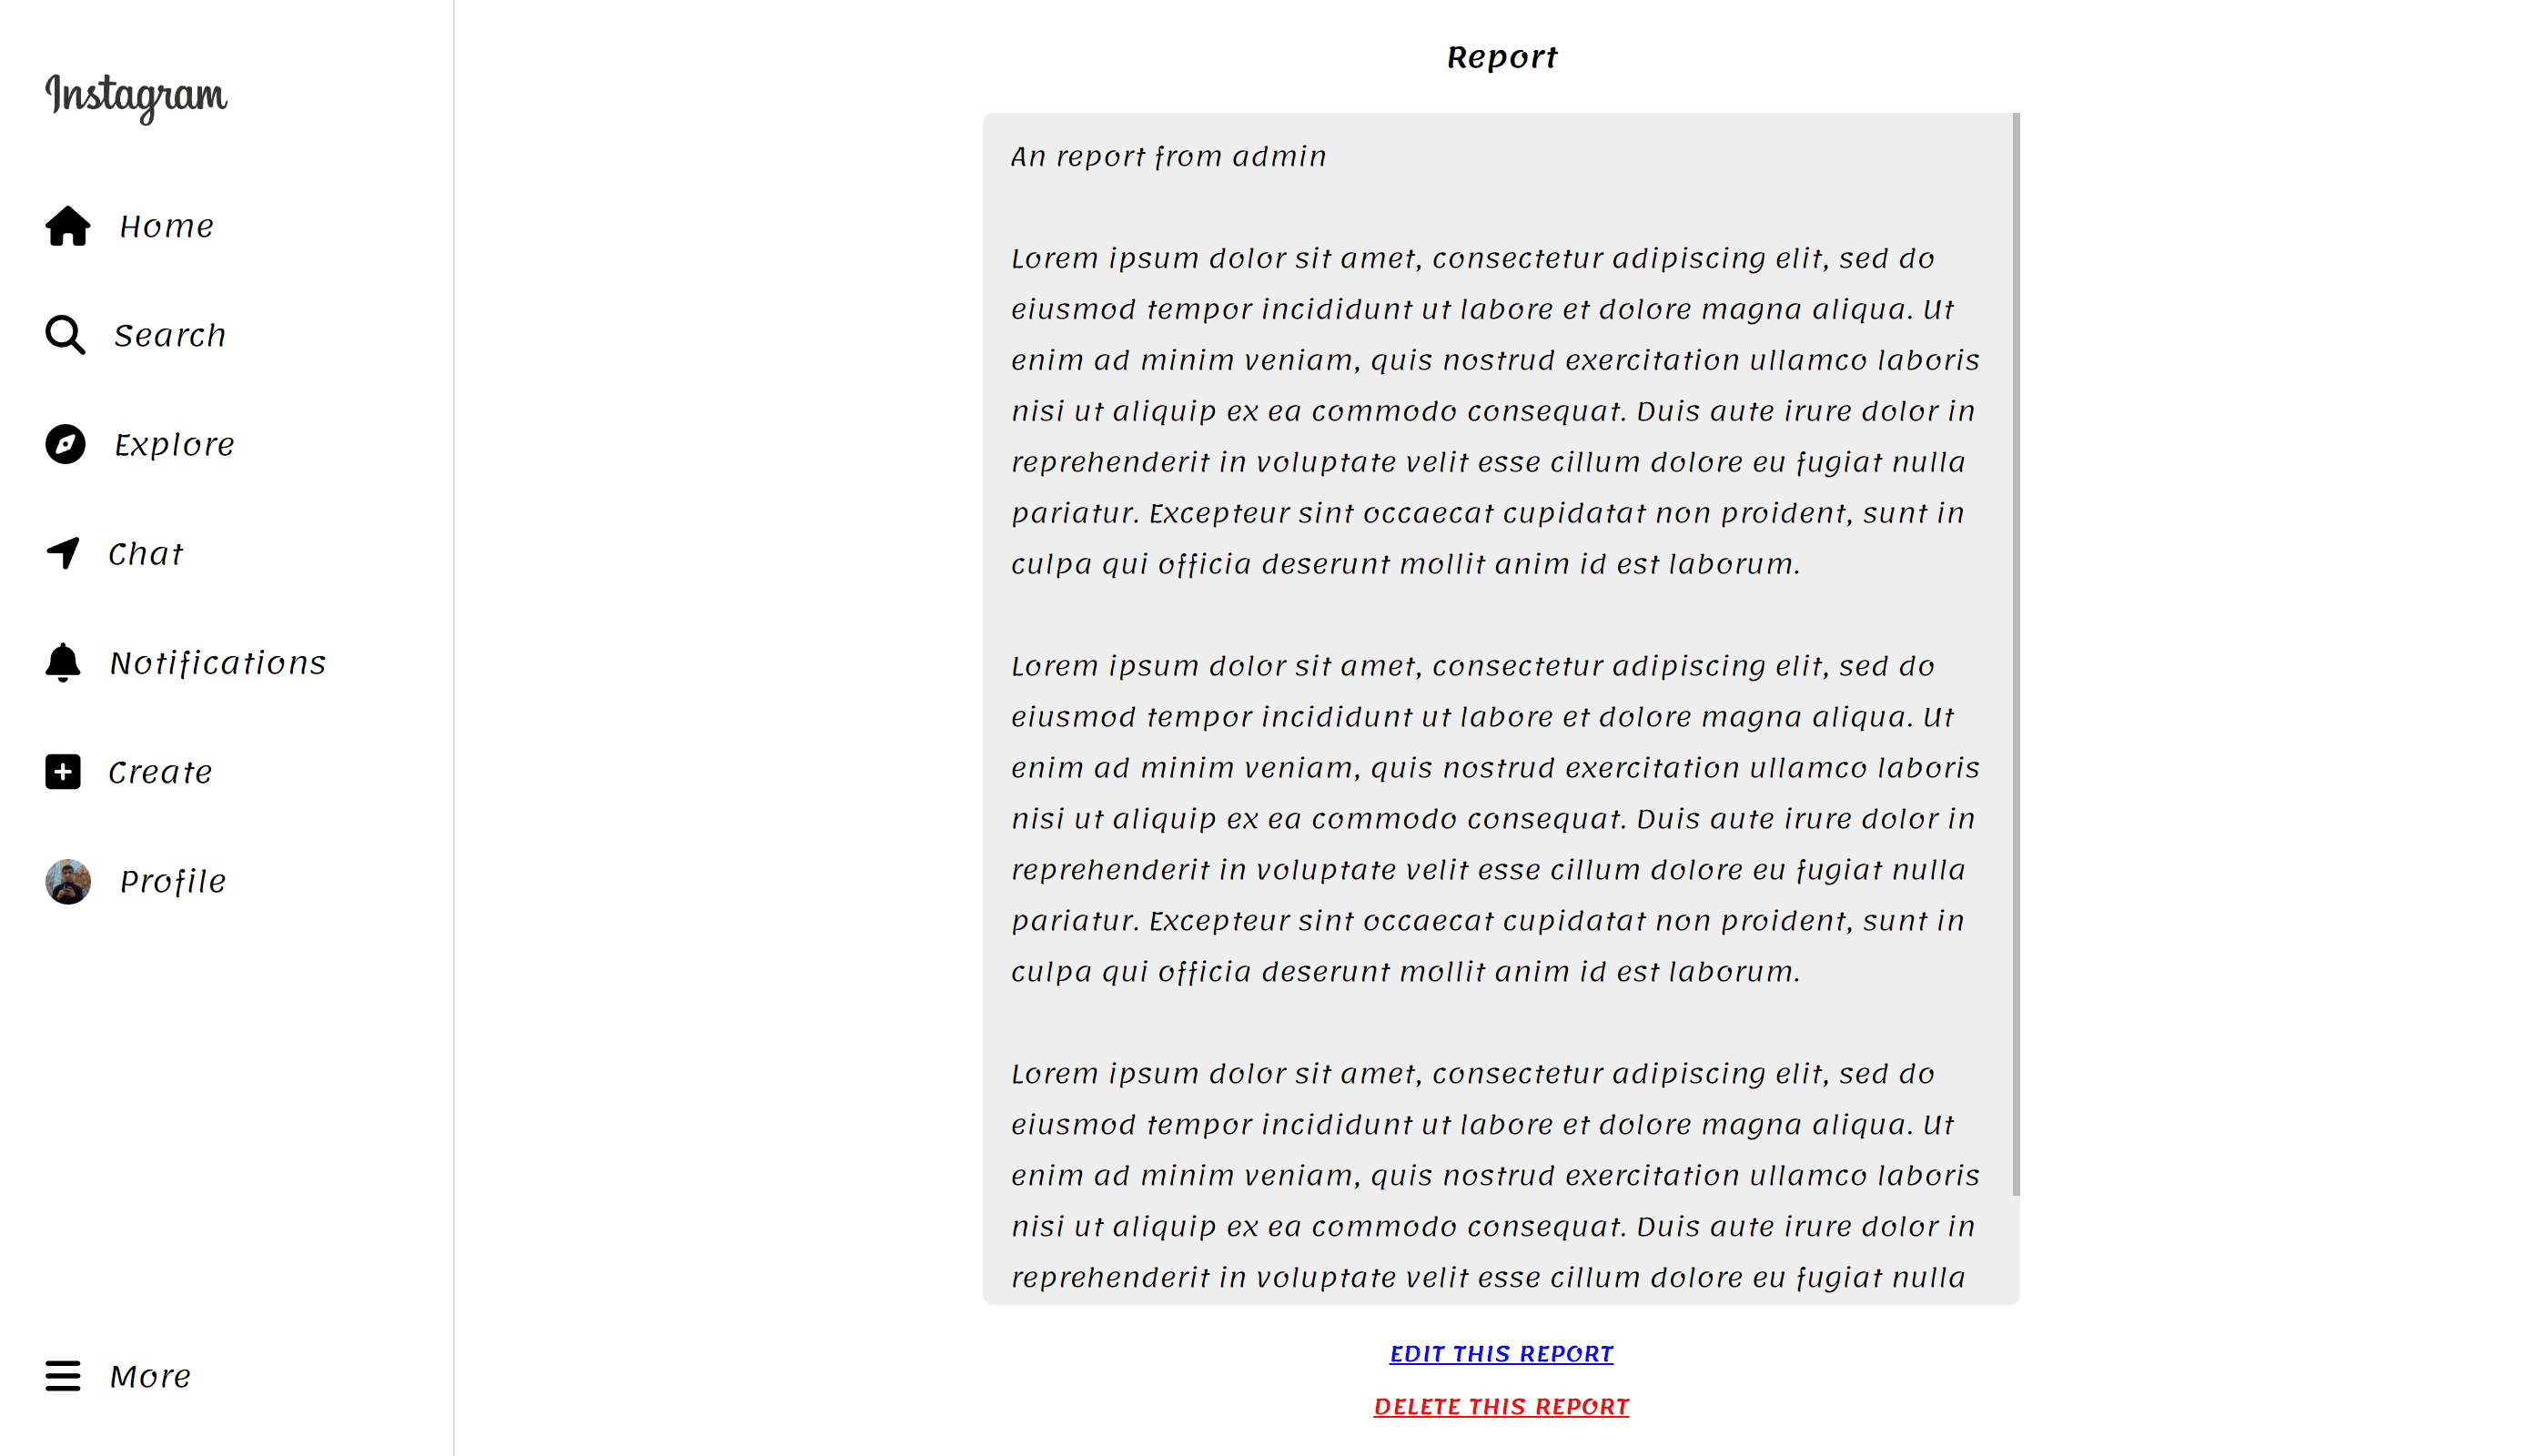 Instagram
Home
Search
Explore
Chat
Notifications
Create
Profile
More
Report
An report from admin
Lorem ipsum dolor sit amet, consectetur adipiscing elit, sed do
eiusmod tempor incididunt ut labore et dolore magna aliqua. Ut
enim ad minim veniam, quis nostrud exercitation ullamco laboris
nisi ut aliquip ex ea commodo consequat. Duis aute irure dolor in
reprehenderit in voluptate velit esse cillum dolore eu fugiat nulla
pariatur. Excepteur sint occaecat cupidatat non proident, sunt in
culpa qui officia deserunt mollit anim id est laborum.
Lorem ipsum dolor sit amet, consectetur adipiscing elit, sed do
eiusmod tempor incididunt ut labore et dolore magna aliqua. Ut
enim ad minim veniam, quis nostrud exercitation ullamco laboris
nisi ut aliquip ex ea commodo consequat. Duis aute irure dolor in
reprehenderit in voluptate velit esse cillum dolore eu fugiat nulla
pariatur. Excepteur sint occaecat cupidatat non proident, sunt in
culpa qui officia deserunt mollit anim id est laborum.
Lorem ipsum dolor sit amet, consectetur adipiscing elit, sed do
eiusmod tempor incididunt ut labore et dolore magna aliqua. Ut
enim ad minim veniam, quis nostrud exercitation ullamco laboris
nisi ut aliquip ex ea commodo consequat. Duis aute irure dolor in
reprehenderit in voluptate velit esse cillum dolore eu fugiat nulla
EDIT THIS REPORT
DELETE THIS REPORT